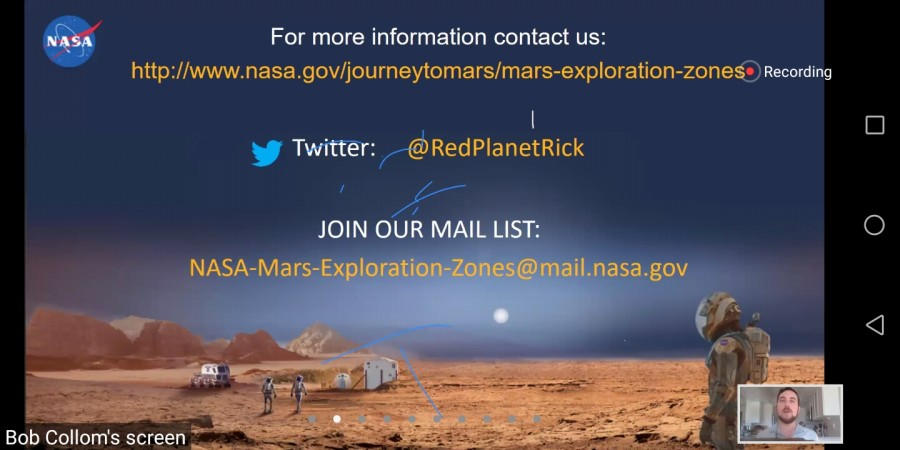 NASA
For more information contact us:
http://www.nasa.gov/journeytomars/mars-exploration-zones
Recording
Twitter: @RedPlanetRick
JOIN OUR MAIL LIST:
NASA-Mars-Exploration-Zones@mail.nasa.gov
Bob Collom's screen